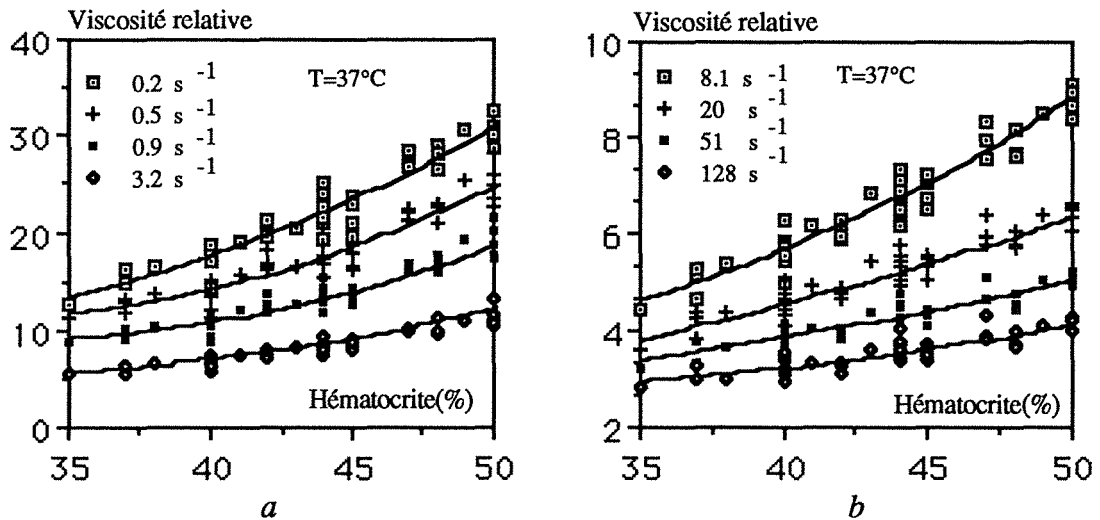 Viscosité relative
40
30
20
10
0
0.2 s -1
0.5 s -1
0.9 s -1
3.2 s -1
T=37°C
Hématocrite(%)
35 40 45 50
a
Viscosité relative
10
8
6
4
2
8.1 s -1
20 s -1
51 s -1
128 s -1
T=37°C
Hématocrite(%)
35 40 45 50
b